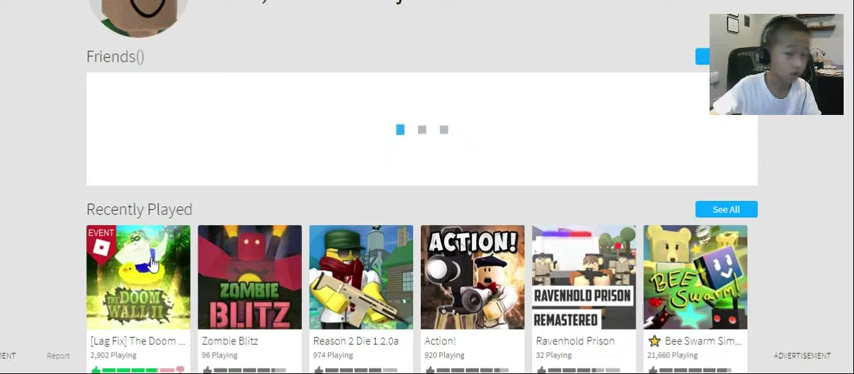 Friends()
Recently Played
See All
EVENT
THE
DOOM
WALL II
ZOMBIE
BLITZ
ACTION!
RAVENHOLD PRISON
REMASTERED
BEE
SWarm!
[Lag Fix] The Doom ...
Zombie Blitz
Reason 2 Die 1.2.0a
Action!
Ravenhold Prison
Bee Swarm Sim...
2,902 Playing
96 Playing
974 Playing
920 Playing
32 Playing
21,660 Playing
MENT
Report
ADVERTISEMENT